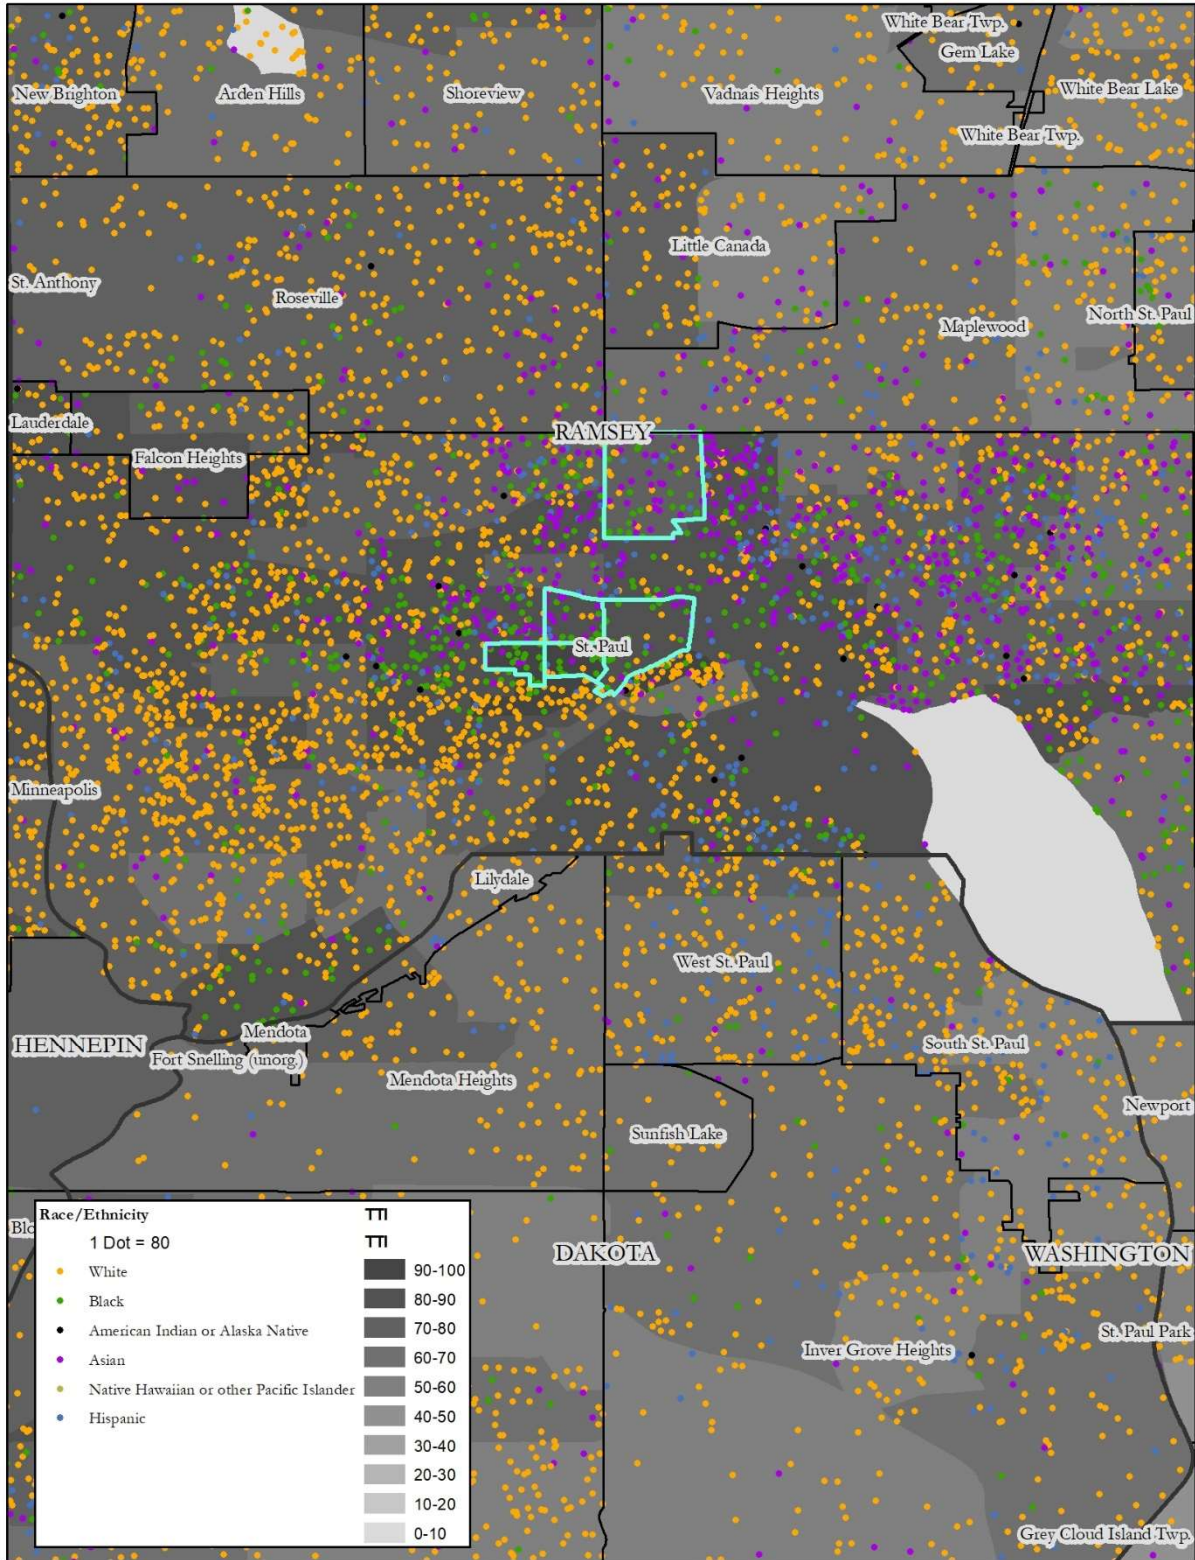 White Bear Twp.
Gem Lake
New Brighton
Arden Hills
Shoreview
Vadnais Heights
White Bear Lake
White Bear Twp.
Little Canada
St. Anthony
Roseville
North St. Paul
Maplewood
Lauderdale
RAMSEY
Falcon Heights
St. Paul
Minneapolis
Lilydale
West St. Paul
Mendota
HENNEPIN
Fort Snelling (unorg.)
South St. Paul
Mendota Heights
Newport
Sunfish Lake
Blo
DAKOTA
WASHINGTON
St. Paul Park
Inver Grove Heights
Grey Cloud Island Twp.
Race/Ethnicity
1 Dot = 80
White
Black
American Indian or Alaska Native
Asian
Native Hawaiian or other Pacific Islander
Hispanic
TTI
TTI
90-100
80-90
70-80
60-70
50-60
40-50
30-40
20-30
10-20
0-10